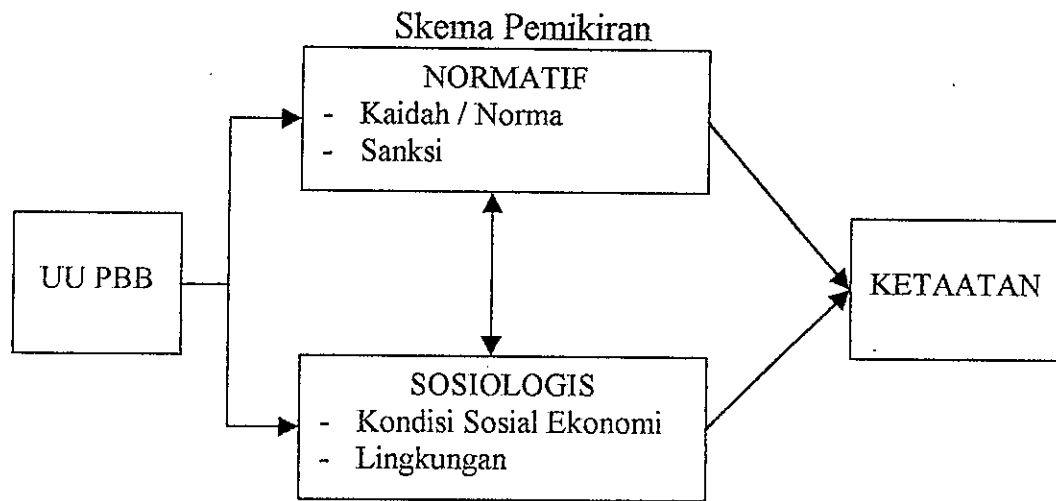 Skema Pemikiran
NORMATIF
- Kaidah / Norma
- Sanksi
UU PBB
KETAATAN
SOSIOLOGIS
- Kondisi Sosial Ekonomi
- Lingkungan